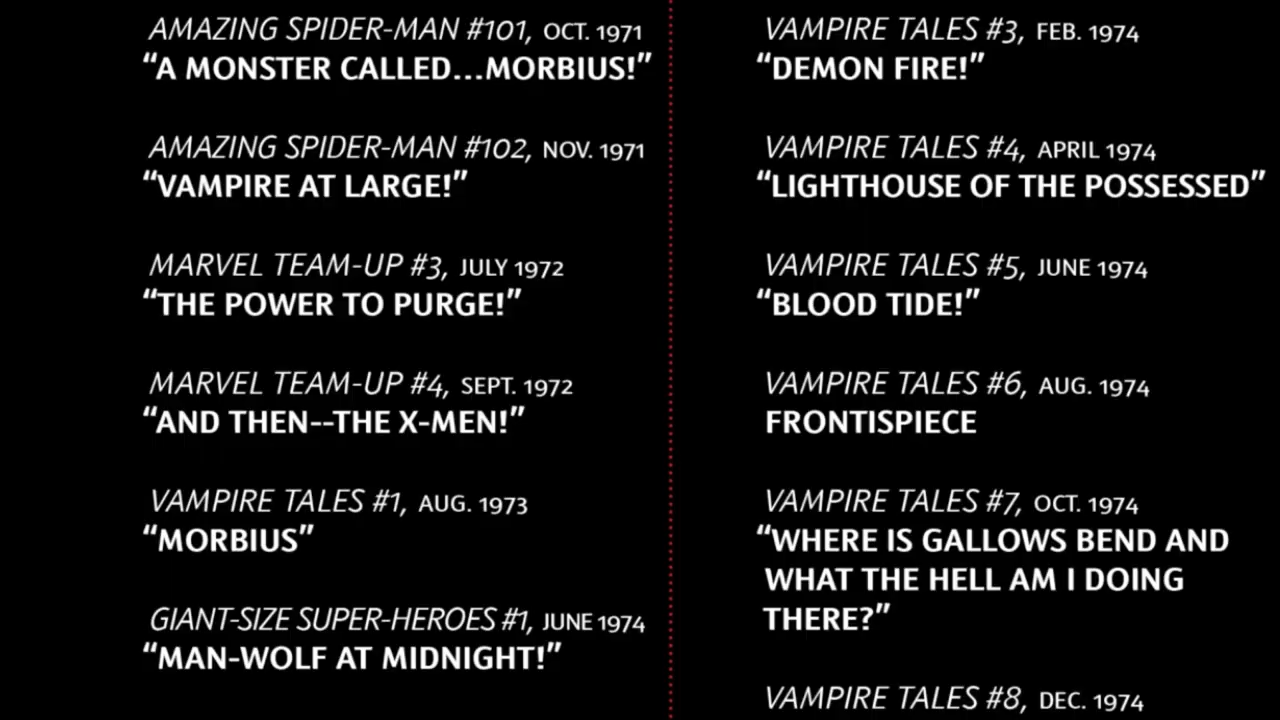 AMAZING SPIDER-MAN #101, OCT. 1971
“A MONSTER CALLED...MORBIUS!”
AMAZING SPIDER-MAN #102, NOV. 1971
“VAMPIRE AT LARGE!”
MARVEL TEAM-UP #3, JULY 1972
“THE POWER TO PURGE!”
MARVEL TEAM-UP #4, SEPT. 1972
“AND THEN--THE X-MEN!”
VAMPIRE TALES #1, AUG. 1973
“MORBIUS”
GIANT-SIZE SUPER-HEROES #1, JUNE 1974
“MAN-WOLF AT MIDNIGHT!”
VAMPIRE TALES #3, FEB. 1974
“DEMON FIRE!”
VAMPIRE TALES #4, APRIL 1974
“LIGHTHOUSE OF THE POSSESSED”
VAMPIRE TALES #5, JUNE 1974
“BLOOD TIDE!”
VAMPIRE TALES #6, AUG. 1974
FRONTISPIECE
VAMPIRE TALES #7, OCT. 1974
“WHERE IS GALLOWS BEND AND
WHAT THE HELL AM I DOING
THERE?”
VAMPIRE TALES #8, DEC. 1974